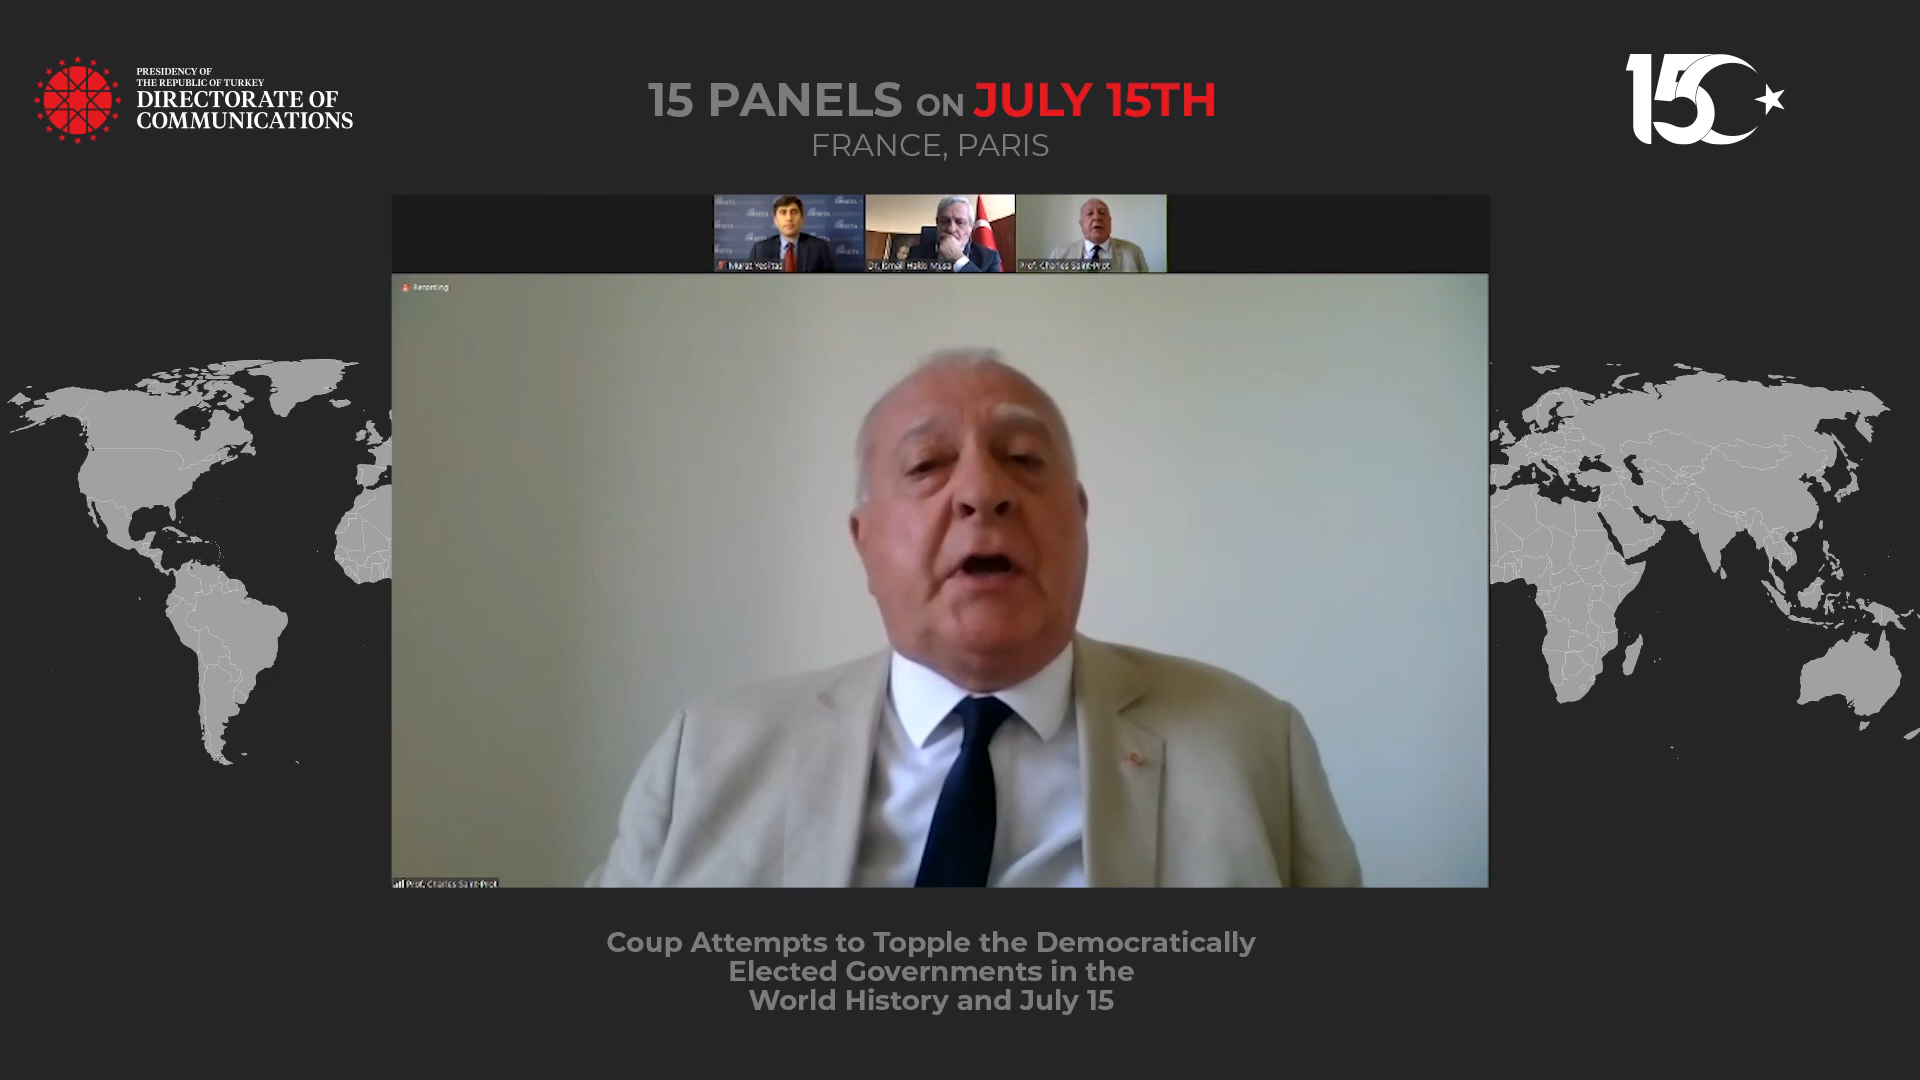 PRESIDENCY OF
THE REPUBLIC OF TURKEY
DIRECTORATE OF
COMMUNICATIONS
15 PANELS ON JULY 15TH
FRANCE, PARIS
15
Murat Yeşiltaş
Dr. İsmail Hakkı Musa
Prof. Charles Saint-Prot
Recording
Prof. Charles Saint-Prot
Coup Attempts to Topple the Democratically
Elected Governments in the
World History and July 15